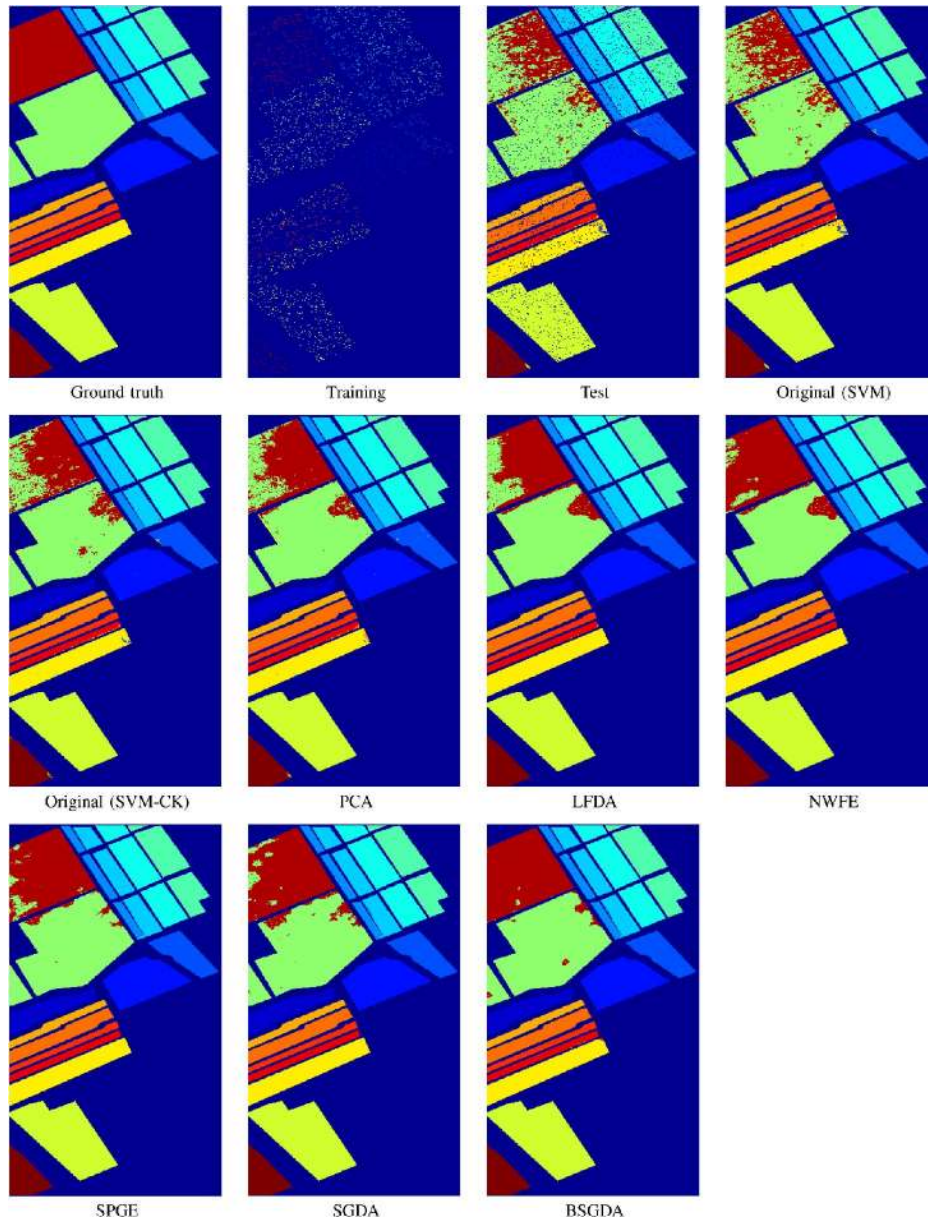 Ground truth
Training
Test
Original (SVM)
Original (SVM-CK)
PCA
LFDA
NWFE
SPGE
SGDA
BSGDA